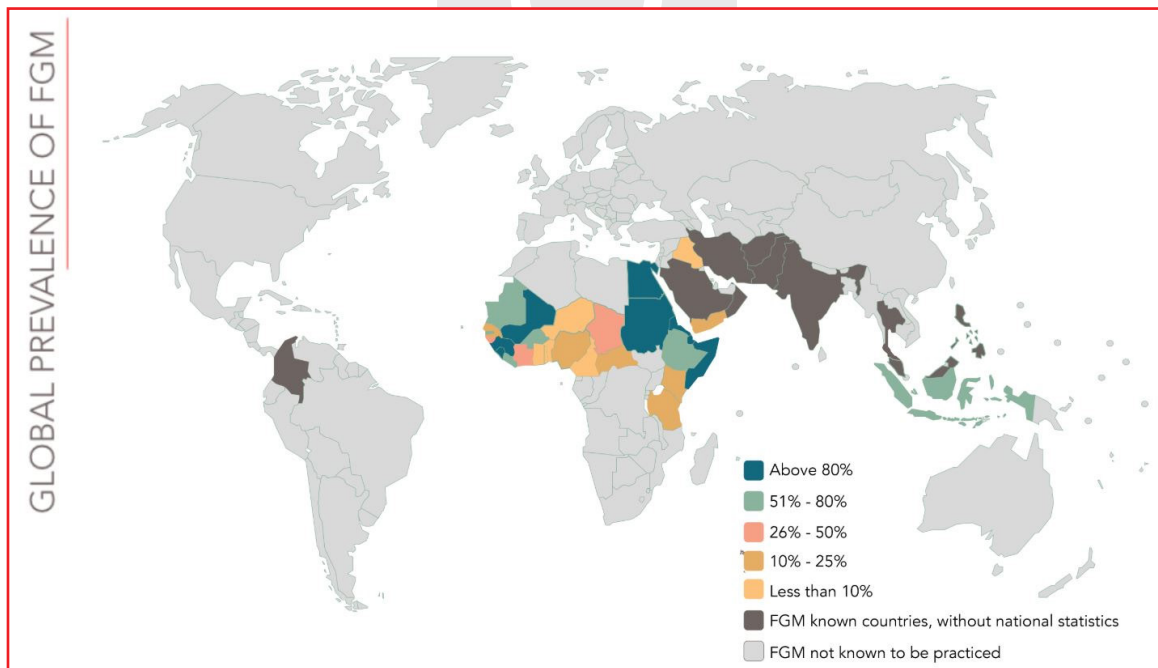 GLOBAL PREVALENCE OF FGM
Above 80%
51% - 80%
26% - 50%
10% - 25%
Less than 10%
FGM known countries, without national statistics
FGM not known to be practiced